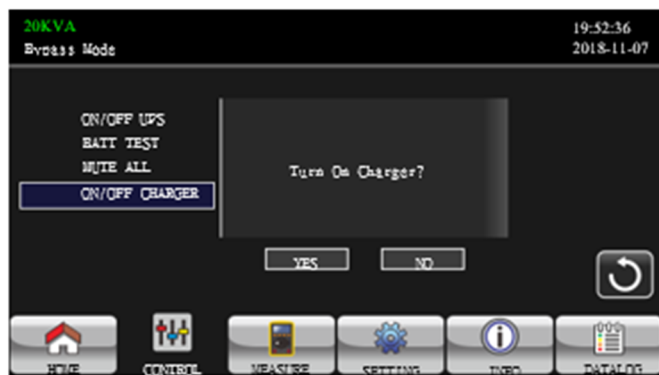 20KVA
19:52:36
Bypass Mode
2018-11-07
ON/OFF UPS
BATT TEST
MUTE ALL
ON/OFF CHARGER
Turn On Charger?
YES
NO
HOME
CONTROL
MEASURE
SETTING
INFO
DATALOG